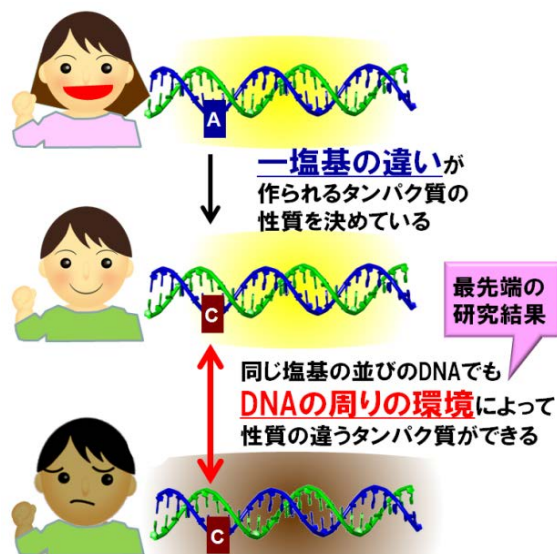 A
一塩基の違いが
作られるタンパク質の
性質を決めている
C
最先端の
研究結果
同じ塩基の並びのDNAでも
DNAの周りの環境によって
性質の違うタンパク質ができる
C